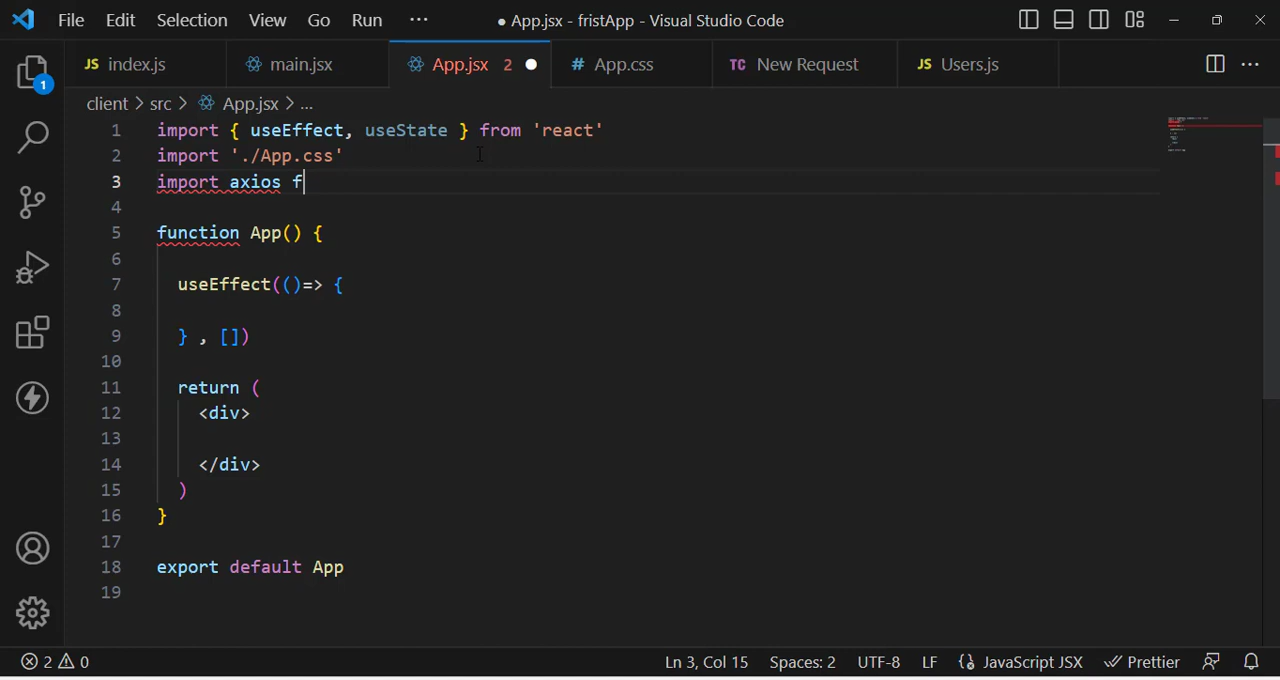 File Edit Selection View Go Run ··· ● App.jsx - fristApp - Visual Studio Code
JS index.js main.jsx App.jsx 2 ● # App.css TC New Request JS Users.js ···
1
client > src > App.jsx > ...
1 import { useEffect, useState } from 'react'
2 import './App.css'
3 import axios f
4
5 function App() {
6
7 useEffect(()=> {
8
9 } , [])
10
11 return (
12 <div>
13
14 </div>
15 )
16 }
17
18 export default App
19
2 0 Ln 3, Col 15 Spaces: 2 UTF-8 LF {} JavaScript JSX Prettier